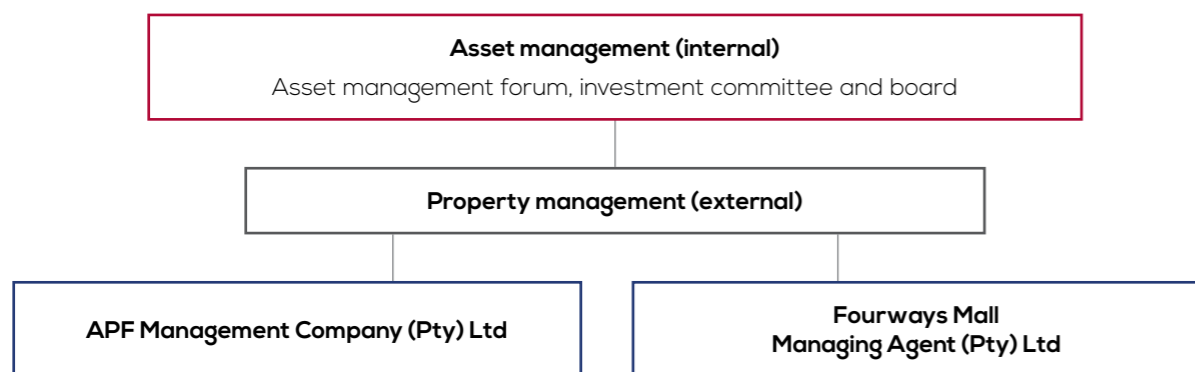 Asset management (internal)
Asset management forum, investment committee and board
Property management (external)
APF Management Company (Pty) Ltd
Fourways Mall
Managing Agent (Pty) Ltd